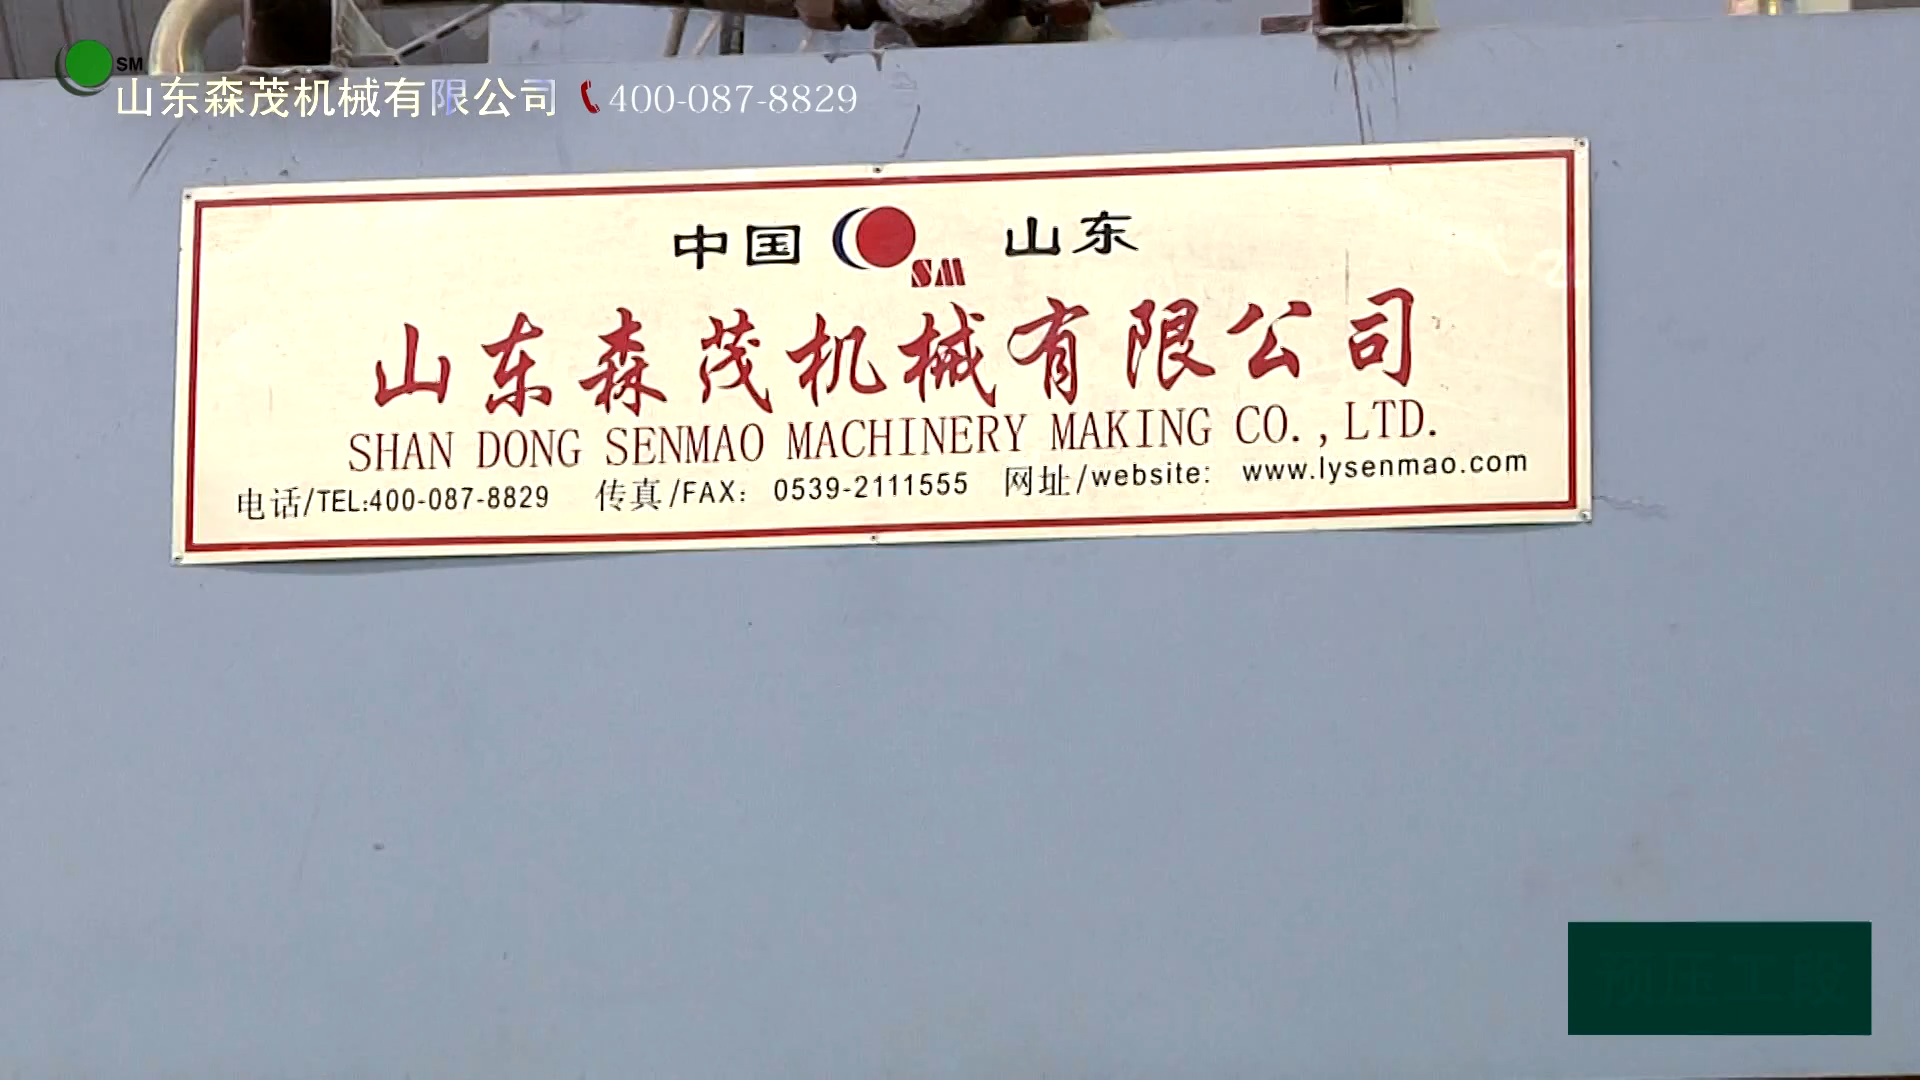 SM
山东森茂机械有限公司 400-087-8829
中国 SM 山东
山东森茂机械有限公司
SHAN DONG SENMAO MACHINERY MAKING CO.,LTD.
电话/TEL:400-087-8829 传真/FAX: 0539-2111555 网址/website: www.lysenmao.com